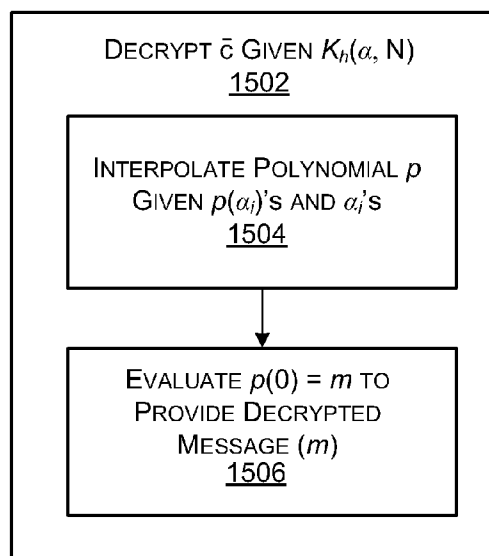 DECRYPT c̄ GIVEN Kₕ(α, N)
1502
INTERPOLATE POLYNOMIAL p
GIVEN p(αᵢ)'S AND αᵢ'S
1504
EVALUATE p(0) = m TO
PROVIDE DECRYPTED
MESSAGE (m)
1506